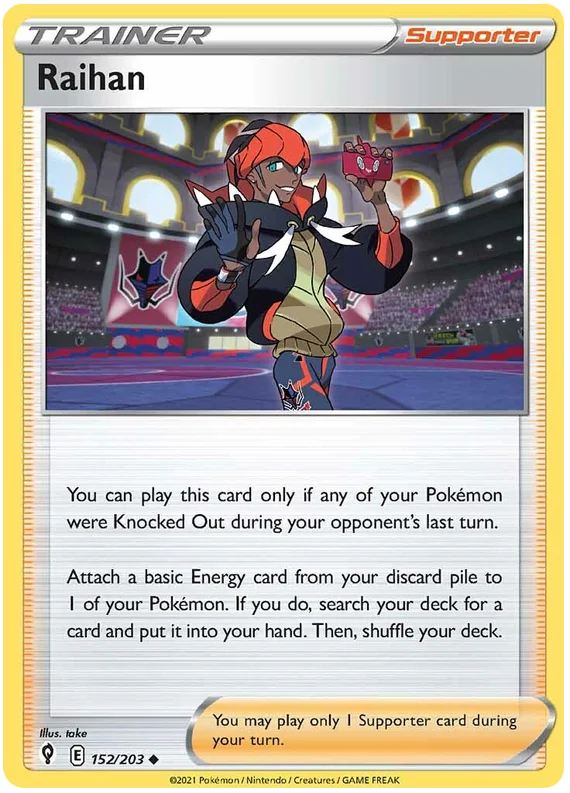 TRAINER Supporter
Raihan
You can play this card only if any of your Pokémon
were Knocked Out during your opponent's last turn.
Attach a basic Energy card from your discard pile to
1 of your Pokémon. If you do, search your deck for a
card and put it into your hand. Then, shuffle your deck.
You may play only 1 Supporter card during
your turn.
Illus. take
E 152/203
©2021 Pokémon / Nintendo / Creatures / GAME FREAK